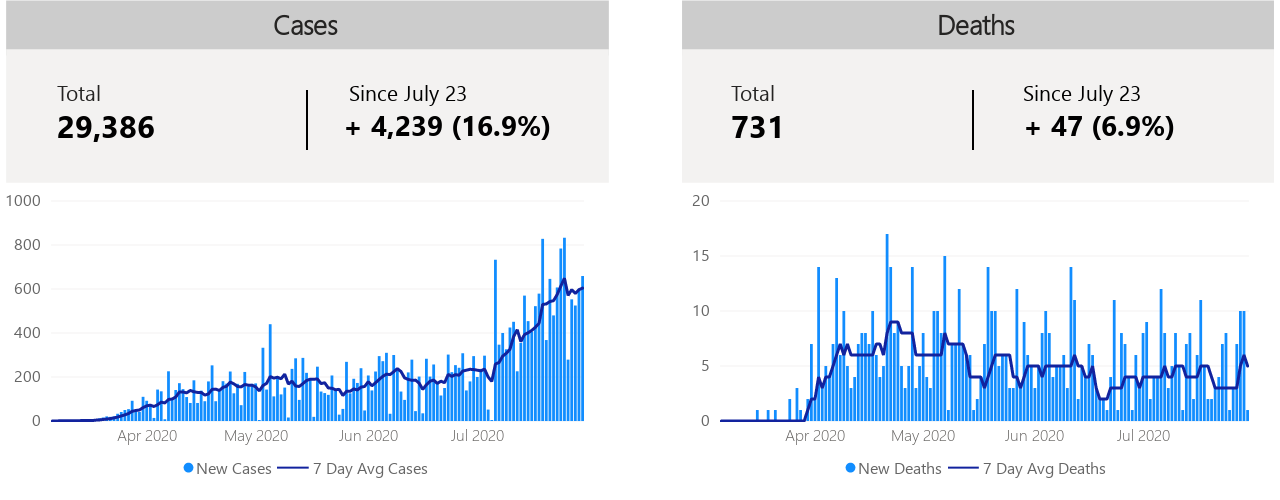 Cases
Total
Since July 23
29,386
+ 4,239 (16.9%)
1000
800
600
400
200
0
Apr 2020
May 2020
Jun 2020
Jul 2020
New Cases
7 Day Avg Cases
Deaths
Total
Since July 23
731
+ 47 (6.9%)
20
15
10
5
0
Apr 2020
May 2020
Jun 2020
Jul 2020
New Deaths
7 Day Avg Deaths